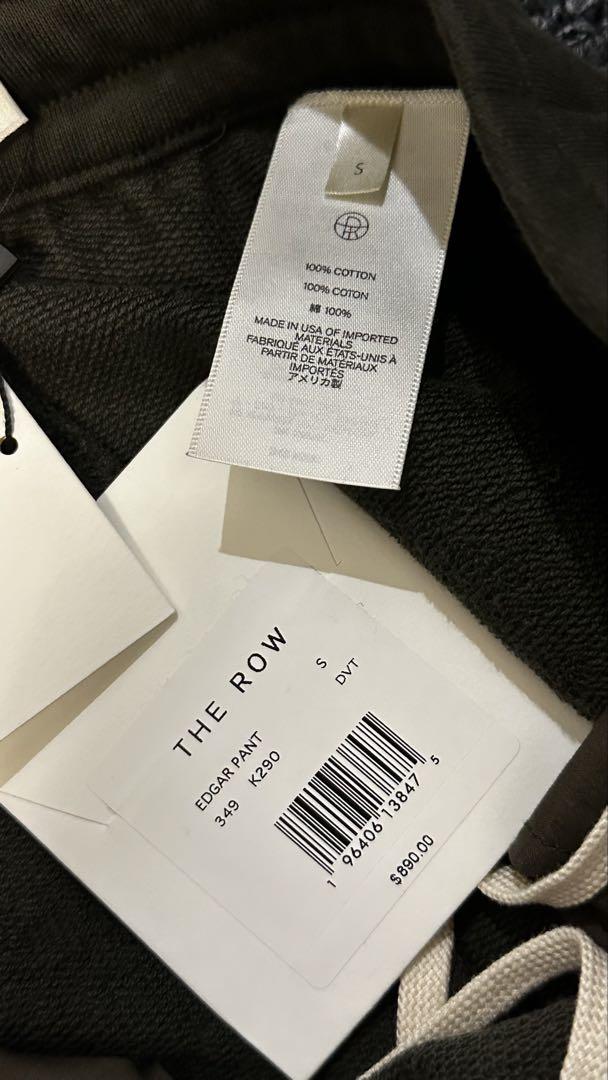 S
100% COTTON
100% COTON
綿 100%
MADE IN USA OF IMPORTED
MATERIALS
FABRIQUÉ AUX ÉTATS-UNIS À
PARTIR DE MATÉRIAUX
IMPORTÉS
アメリカ製
THE ROW
S
DVT
EDGAR PANT
349 K290
1 96406 13847 5
$890.00